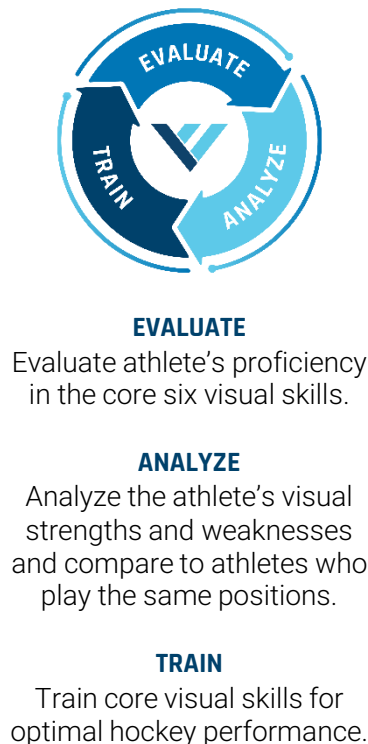 EVALUATE
ANALYZE
TRAIN
EVALUATE
Evaluate athlete’s proficiency
in the core six visual skills.
ANALYZE
Analyze the athlete’s visual
strengths and weaknesses
and compare to athletes who
play the same positions.
TRAIN
Train core visual skills for
optimal hockey performance.